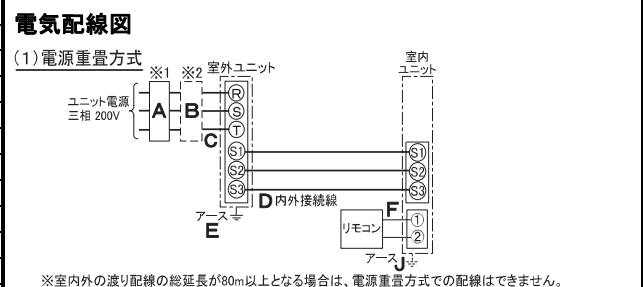 電気配線図
(1)電源重畳方式
※1 ※2 室外ユニット
室内
ユニット
ユニット電源
三相 200V
A
B
C
R
S
T
S1
S2
S3
S1
S2
S3
D 内外接続線
アース
E
リモコン
F
①
②
アース J
※室内外の渡り配線の総延長が80m以上となる場合は、電源重畳方式での配線はできません。